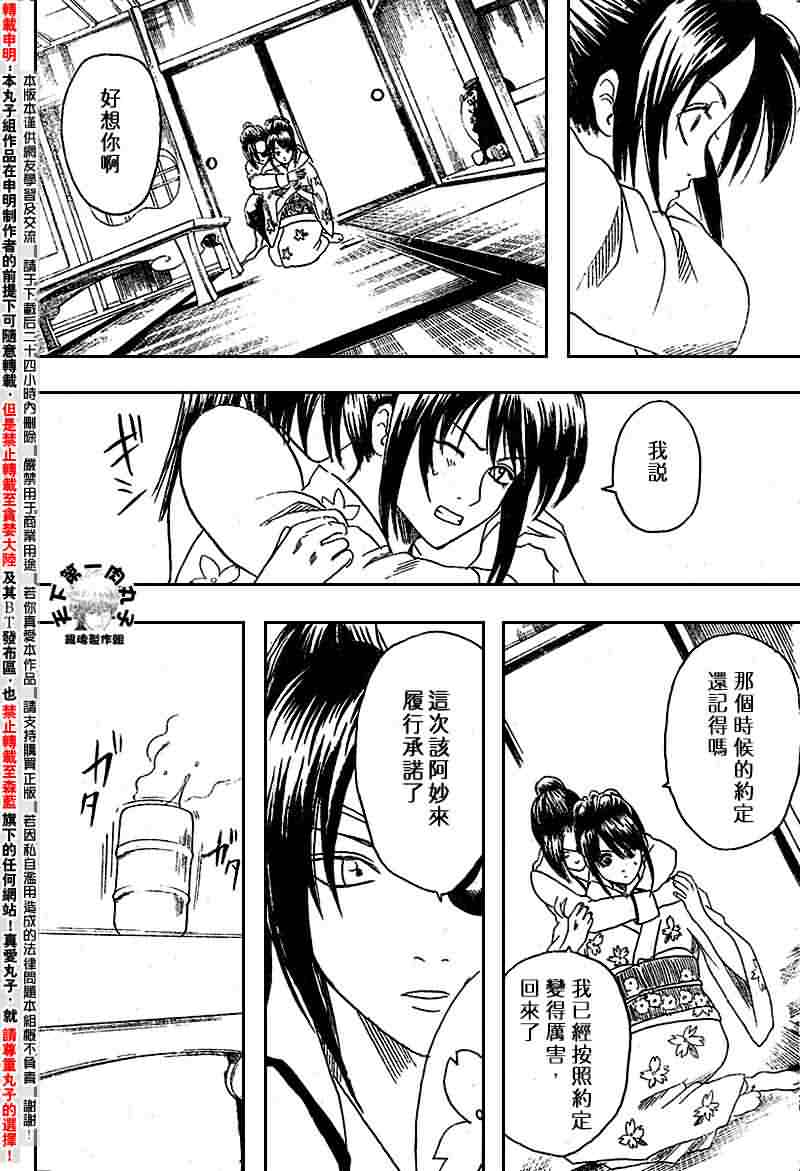 轉載申明：本丸子組作品在申明制作者的前提下可隨意轉載．但是禁止轉載至貪婪大陸及其BT發布區．也禁止轉載至森藍旗下的任何網站！真愛丸子．就請尊重丸子的選擇！
本版本谨供網友學習及交流 請于下載后二十四小時內刪除 嚴禁用于商業用途 若你真愛本作品 請支持購買正版 若因私自濫用造成的法律問題本組概不負責 謝謝！
好想你啊
我説
那個時候的約定
還記得嗎
我已經按照約定
變得厲害，
回來了
這次該阿妙來
履行承諾了
ガタ
ガタ
天下第一肉丸子